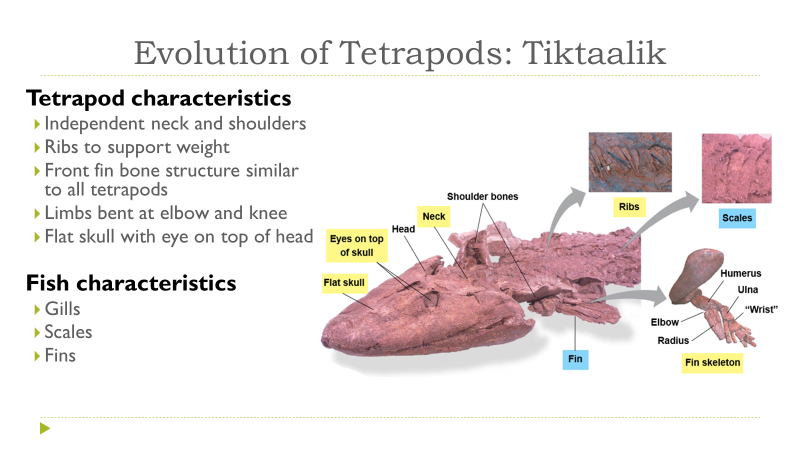 Evolution of Tetrapods: Tiktaalik
Tetrapod characteristics
Independent neck and shoulders
Ribs to support weight
Front fin bone structure similar
to all tetrapods
Limbs bent at elbow and knee
Flat skull with eye on top of head
Fish characteristics
Gills
Scales
Fins
Shoulder bones
Neck
Head
Eyes on top
of skull
Flat skull
Ribs
Scales
Humerus
Ulna
“Wrist”
Elbow
Radius
Fin
Fin skeleton